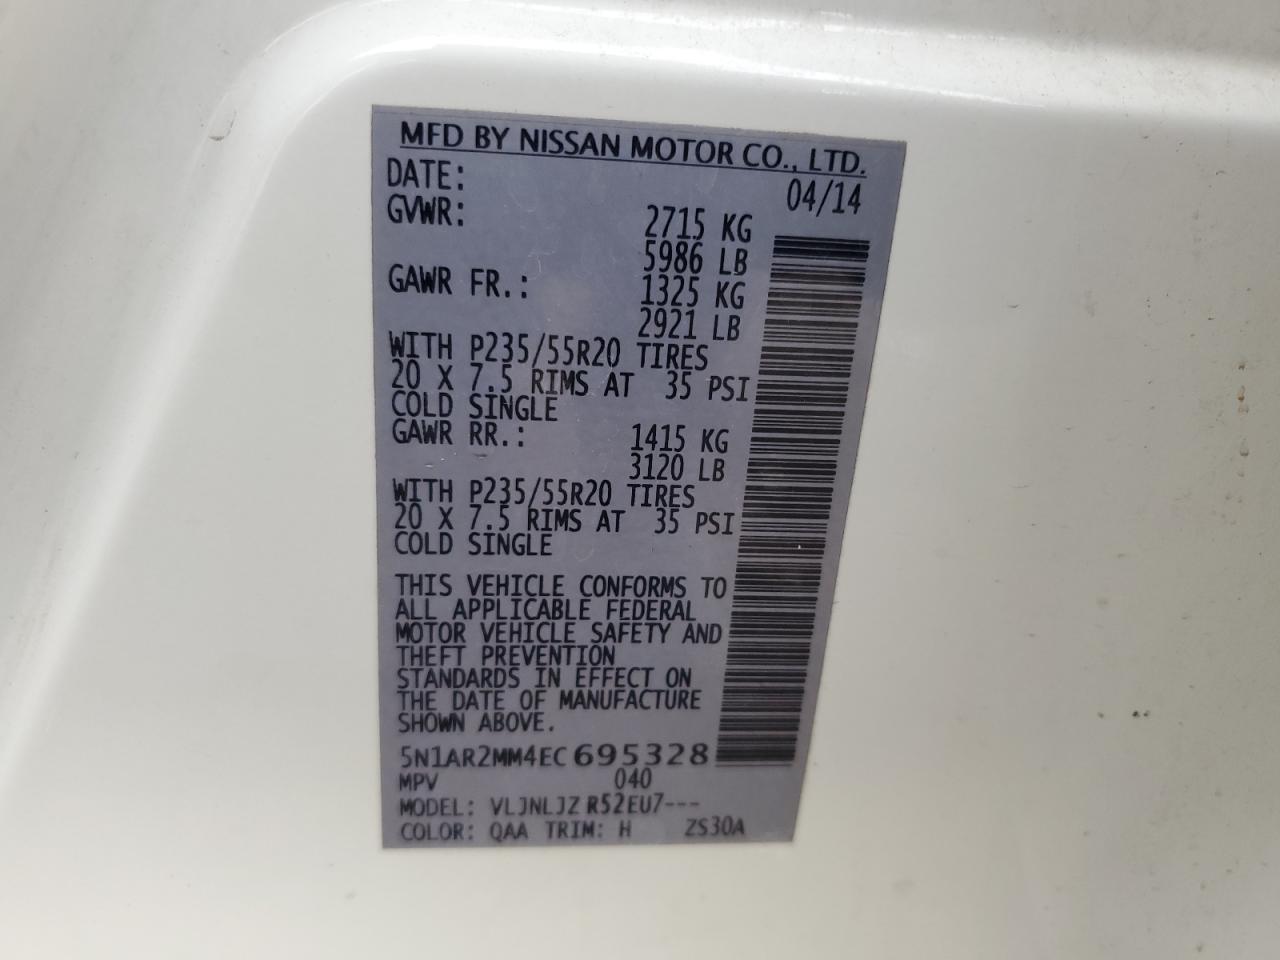 MFD BY NISSAN MOTOR CO., LTD.
DATE: 04/14
GVWR: 2715 KG
5986 LB
GAWR FR.: 1325 KG
2921 LB
WITH P235/55R20 TIRES
20 X 7.5 RIMS AT 35 PSI
COLD SINGLE
GAWR RR.: 1415 KG
3120 LB
WITH P235/55R20 TIRES
20 X 7.5 RIMS AT 35 PSI
COLD SINGLE
THIS VEHICLE CONFORMS TO
ALL APPLICABLE FEDERAL
MOTOR VEHICLE SAFETY AND
THEFT PREVENTION
STANDARDS IN EFFECT ON
THE DATE OF MANUFACTURE
SHOWN ABOVE.
5N1AR2MM4EC695328
MPV 040
MODEL: VLJNLJZ R52EU7---
COLOR: QAA TRIM: H ZS30A